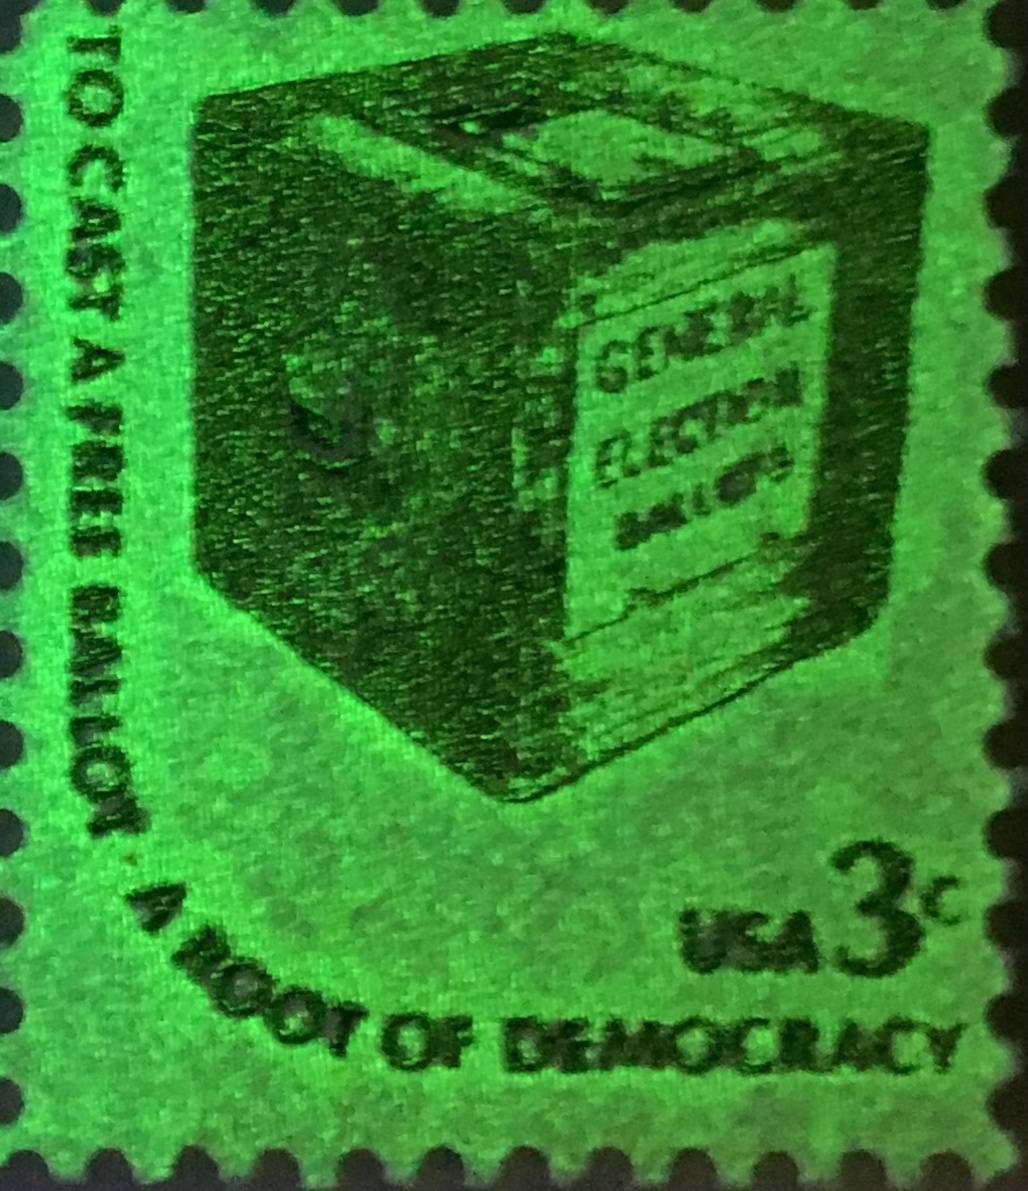 TO CAST A FREE BALLOT · A ROOT OF DEMOCRACY
GENERAL
ELECTION
BALLOTS
USA 3c